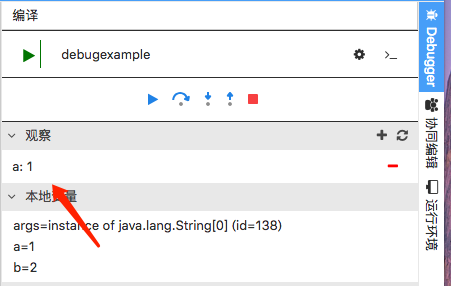 编译
debugexample
>_
观察
a: 1
本地变量
args=instance of java.lang.String[0] (id=138)
a=1
b=2
Debugger
协同编辑
运行环境